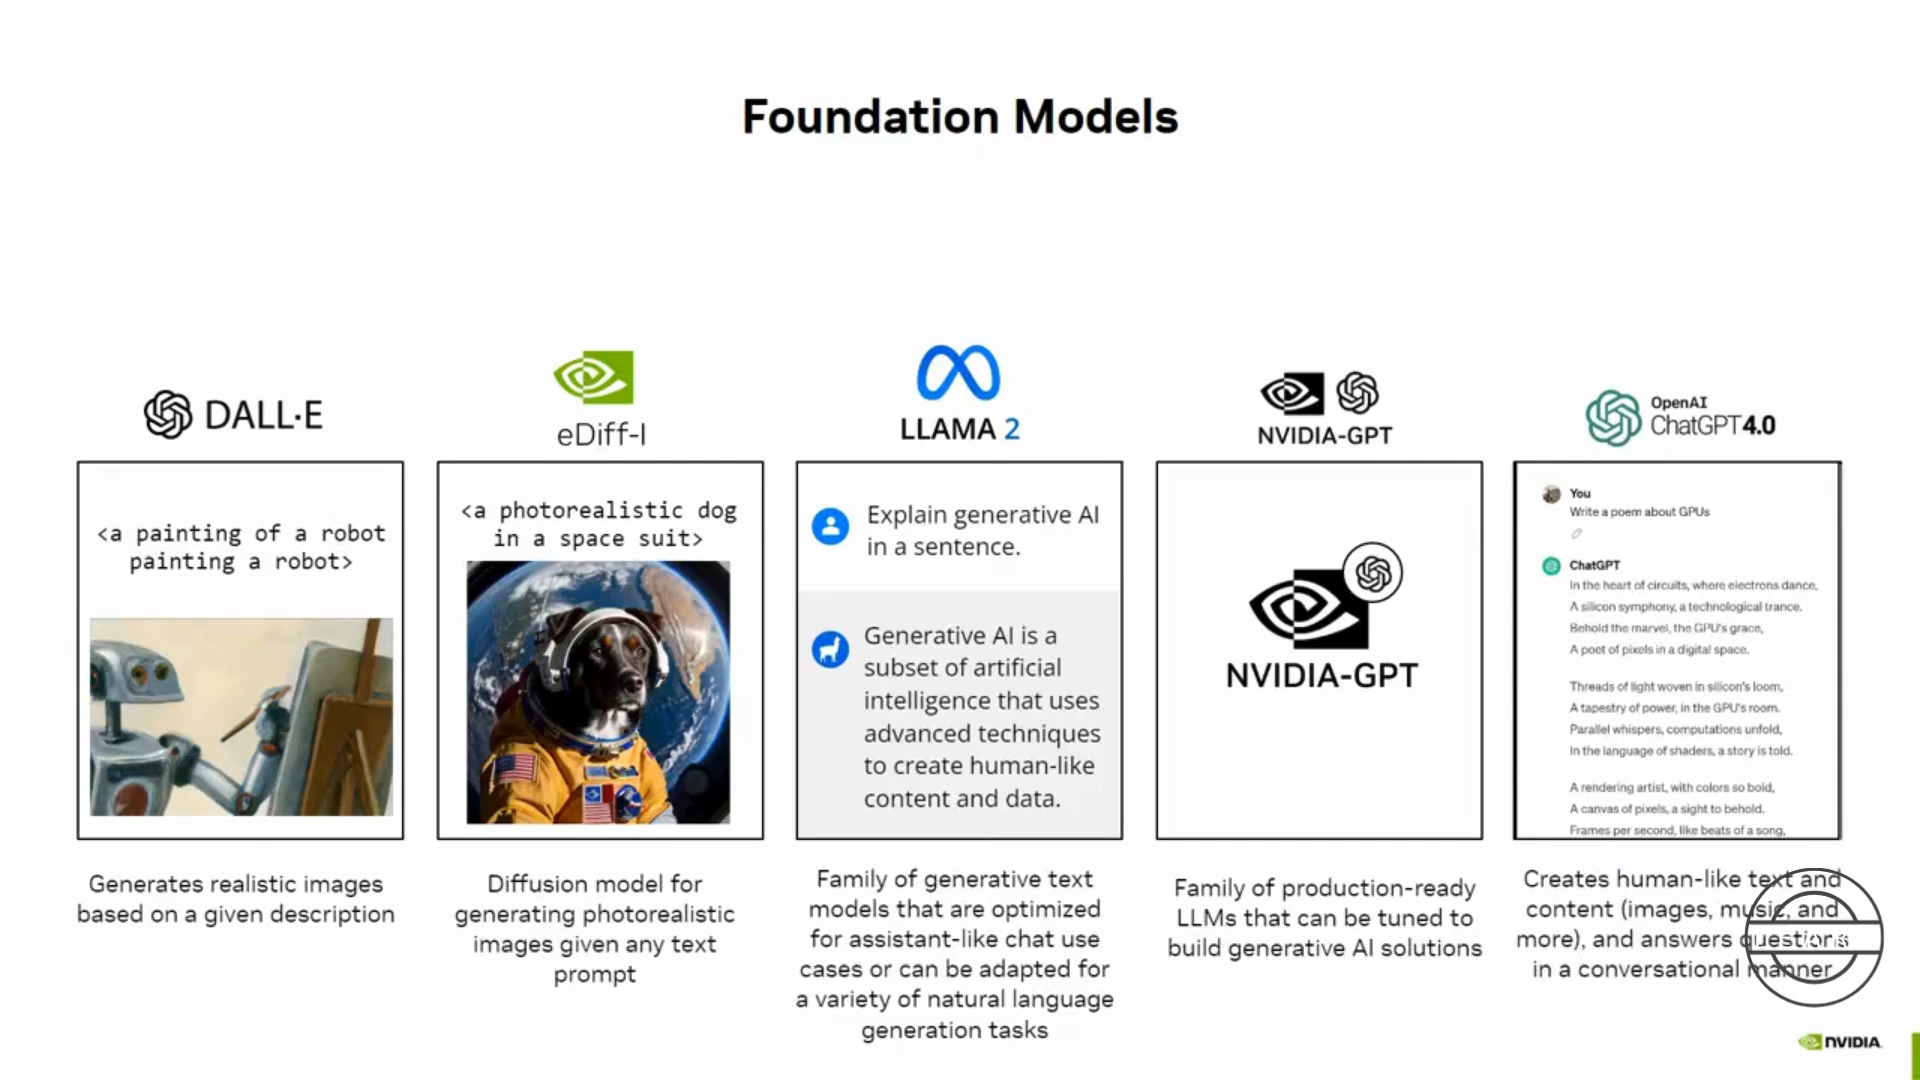 Foundation Models
DALL·E
<a painting of a robot
painting a robot>
Generates realistic images
based on a given description
eDiff-I
<a photorealistic dog
in a space suit>
Diffusion model for
generating photorealistic
images given any text
prompt
LLAMA 2
Explain generative AI
in a sentence.
Generative AI is a
subset of artificial
intelligence that uses
advanced techniques
to create human-like
content and data.
Family of generative text
models that are optimized
for assistant-like chat use
cases or can be adapted for
a variety of natural language
generation tasks
NVIDIA-GPT
NVIDIA-GPT
Family of production-ready
LLMs that can be tuned to
build generative AI solutions
OpenAI
ChatGPT4.0
You
Write a poem about GPUs
ChatGPT
In the heart of circuits, where electrons dance,
A silicon symphony, a technological trance.
Behold the marvel, the GPU's grace,
A poet of pixels in a digital space.
Threads of light woven in silicon's loom,
A tapestry of power, in the GPU's room.
Parallel whispers, computations unfold,
In the language of shaders, a story is told.
A rendering artist, with colors so bold,
A canvas of pixels, a sight to behold.
Frames per second, like beats of a song,
Creates human-like text and
content (images, music, and
more), and answers questions
in a conversational manner
NVIDIA